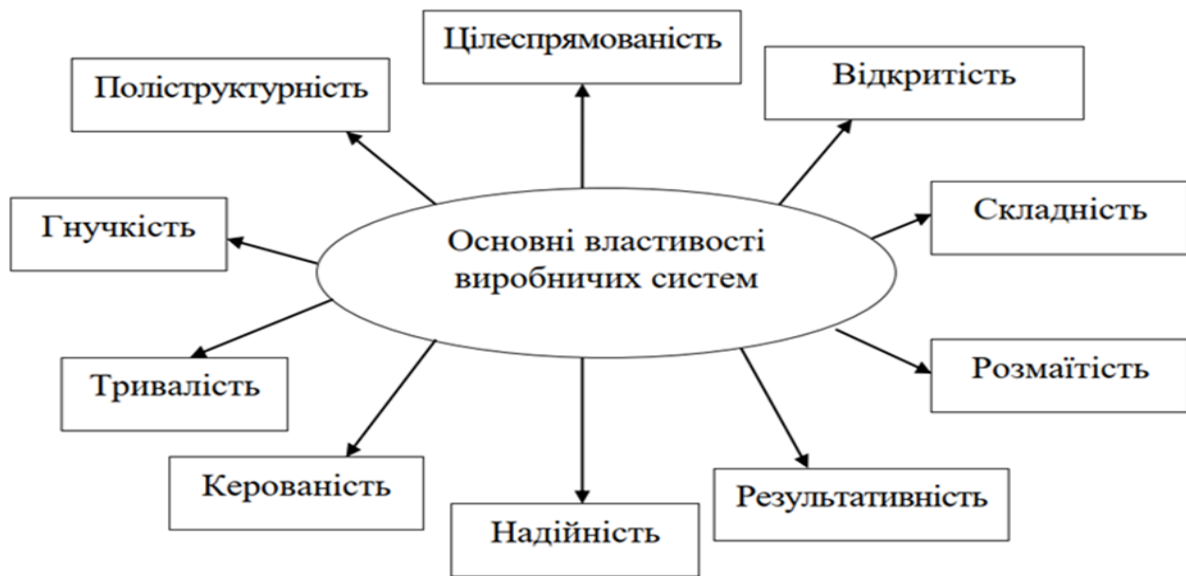 Цілеспрямованість
Поліструктурність
Відкритість
Гнучкість
Складність
Основні властивості
виробничих систем
Тривалість
Розмаїтість
Керованість
Надійність
Результативність